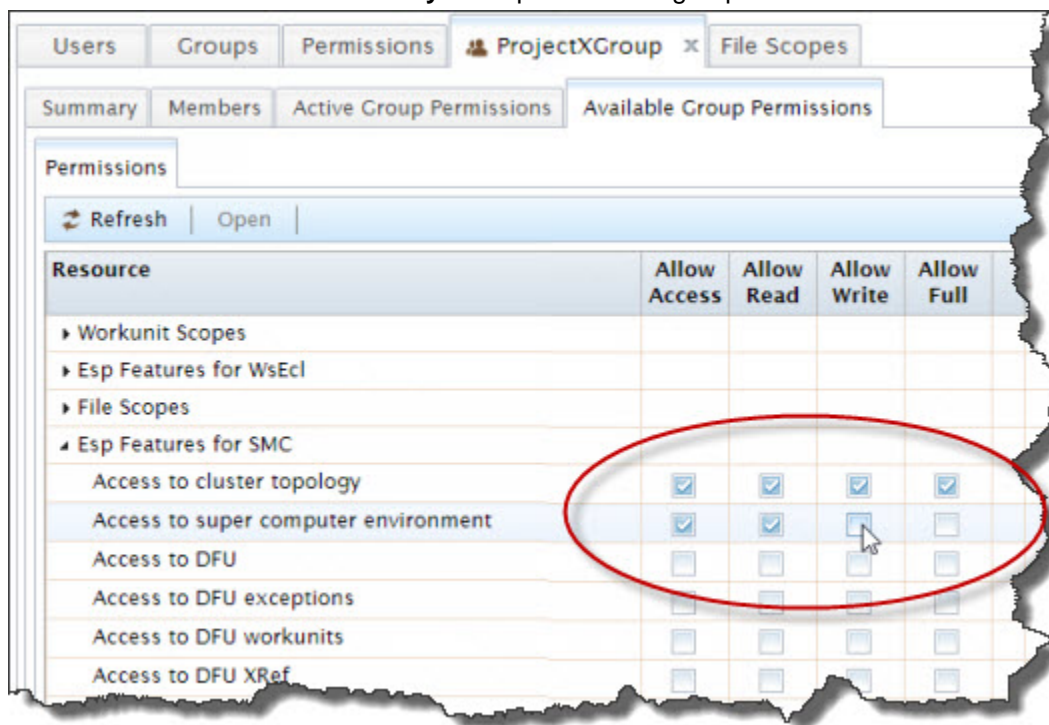 Users Groups Permissions ProjectXGroup x File Scopes
Summary Members Active Group Permissions Available Group Permissions
Permissions
Refresh Open
Resource Allow Access Allow Read Allow Write Allow Full
Workunit Scopes
Esp Features for WsEcl
File Scopes
Esp Features for SMC
Access to cluster topology
Access to super computer environment
Access to DFU
Access to DFU exceptions
Access to DFU workunits
Access to DFU XRef